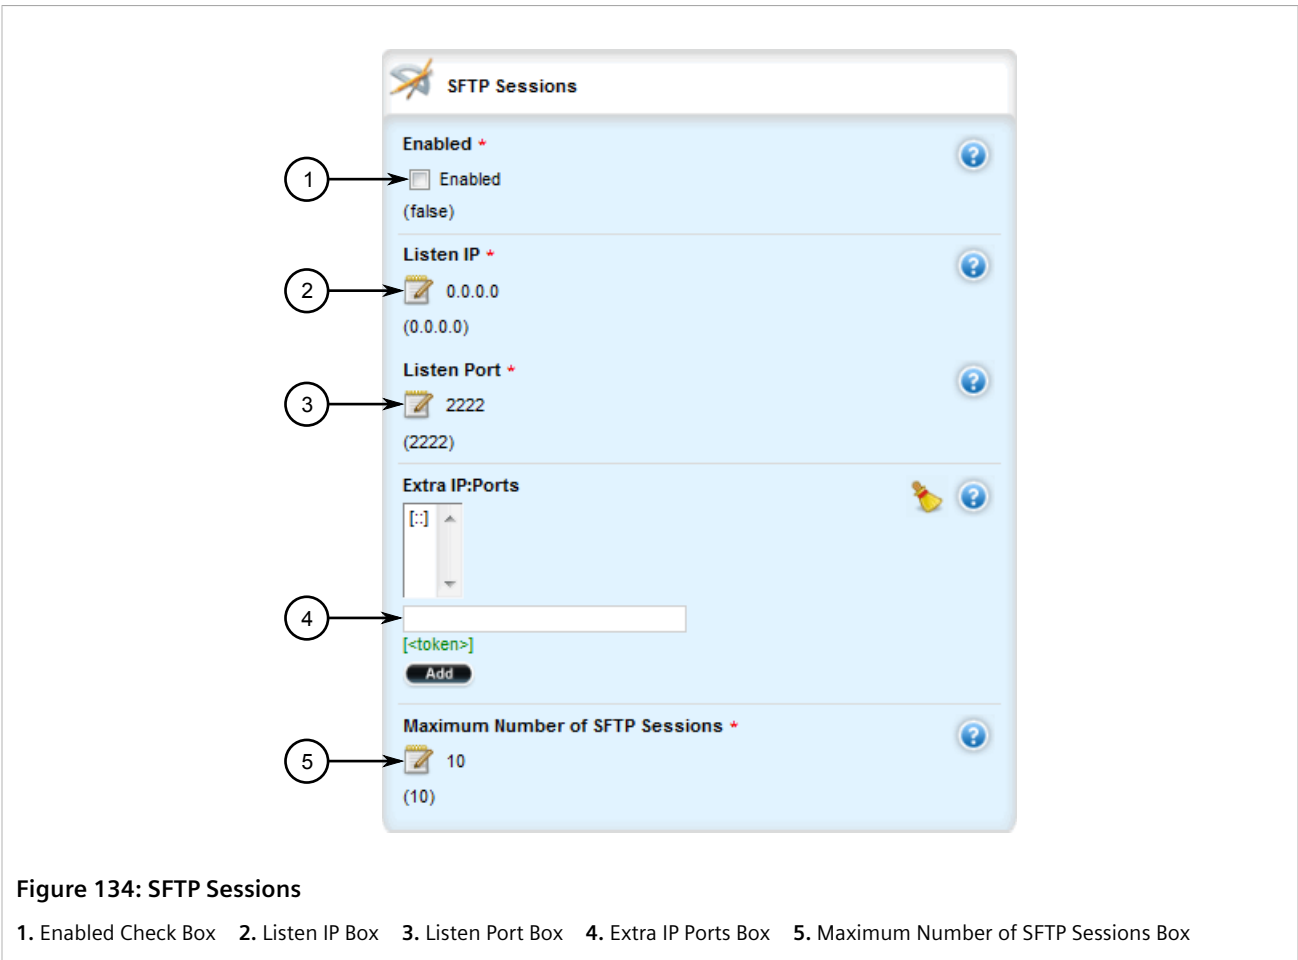 SFTP Sessions
Enabled *
1
Enabled
(false)
Listen IP *
2
0.0.0.0
(0.0.0.0)
Listen Port *
3
2222
(2222)
Extra IP:Ports
[::]
4
[<token>]
Add
Maximum Number of SFTP Sessions *
5
10
(10)
Figure 134: SFTP Sessions
1. Enabled Check Box 2. Listen IP Box 3. Listen Port Box 4. Extra IP Ports Box 5. Maximum Number of SFTP Sessions Box